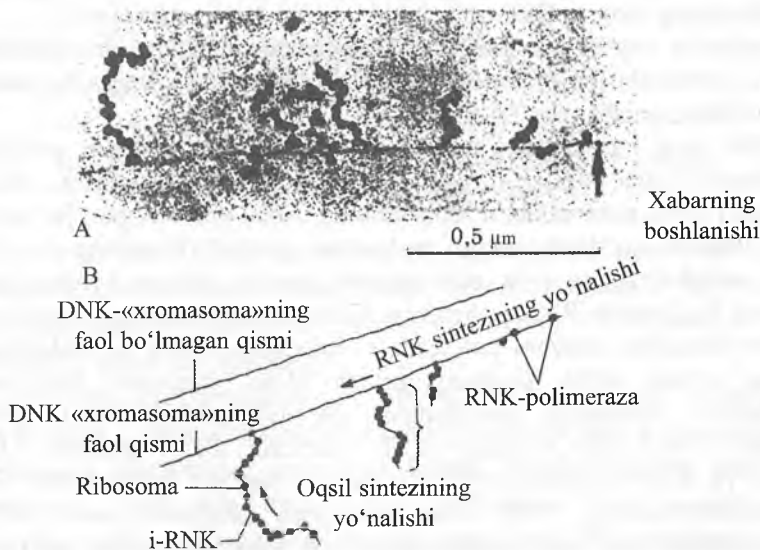 Xabarning
boshlanishi
A
0,5 μm
B
DNK-«xromasoma»ning
faol bo‘lmagan qismi
RNK sintezining yo‘nalishi
RNK-polimeraza
DNK «xromasoma»ning
faol qismi
Ribosoma
Oqsil sintezining
yo‘nalishi
i-RNK